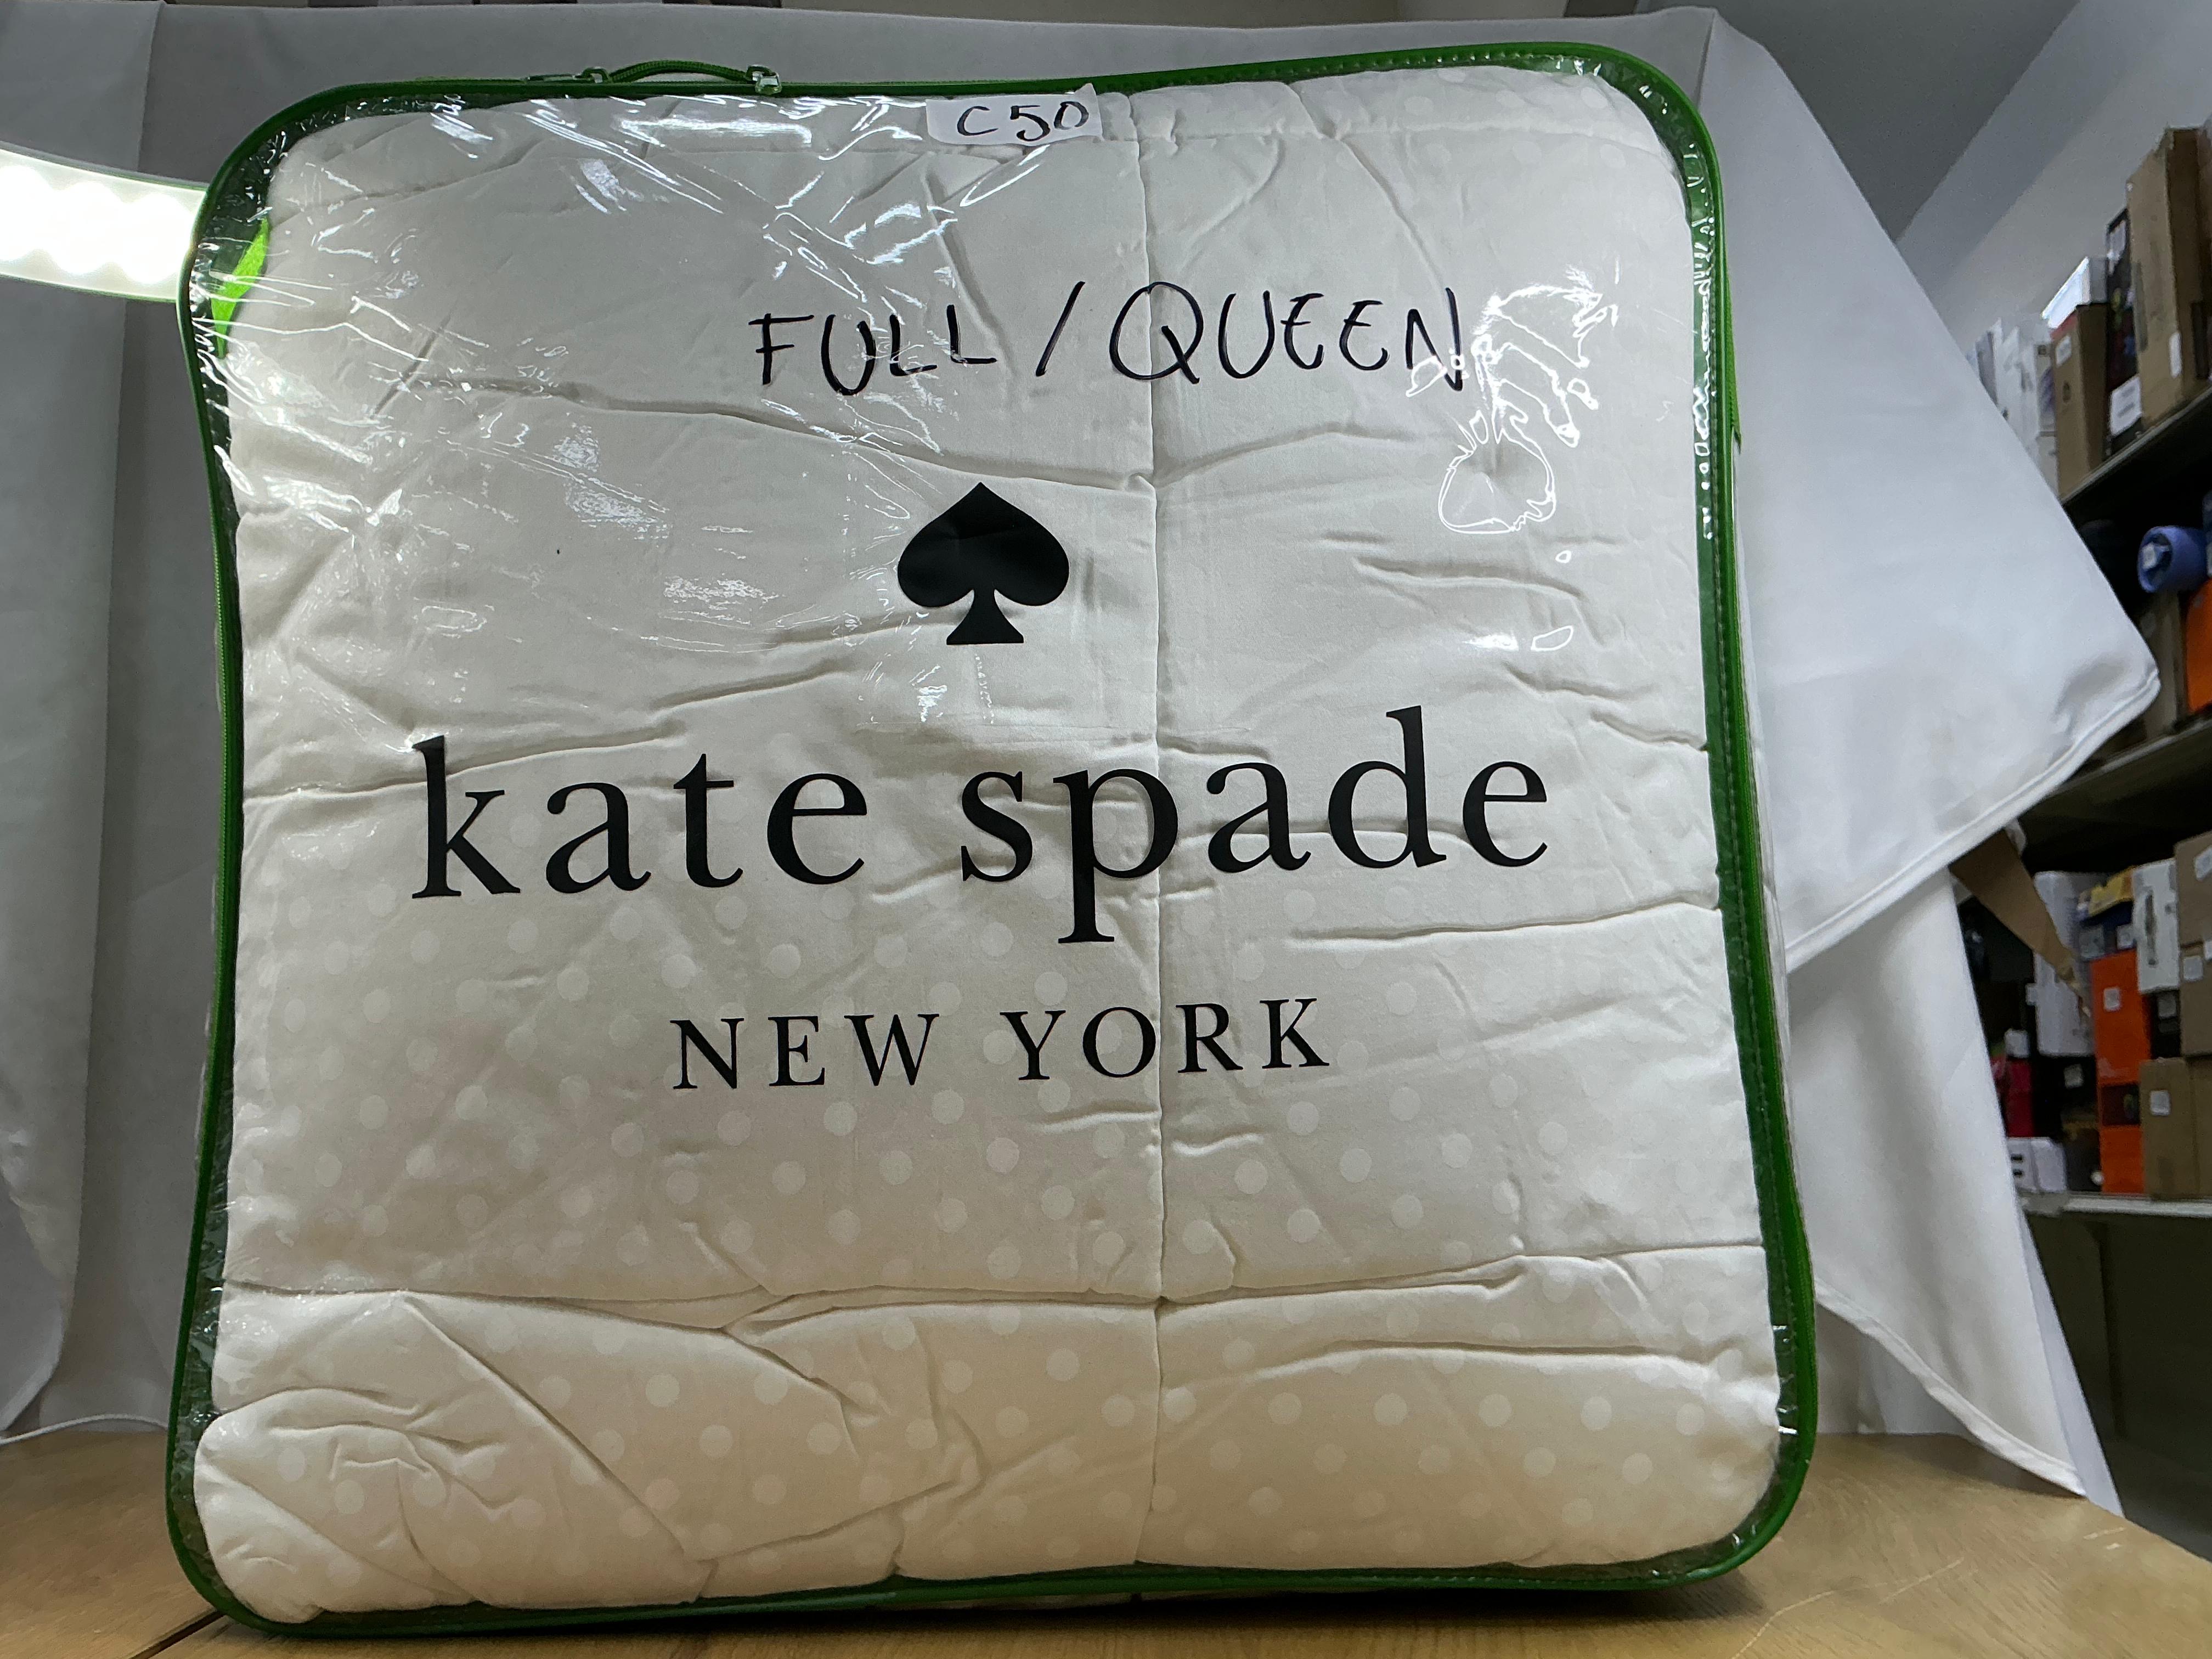 C50
FULL / QUEEN
kate spade
NEW YORK